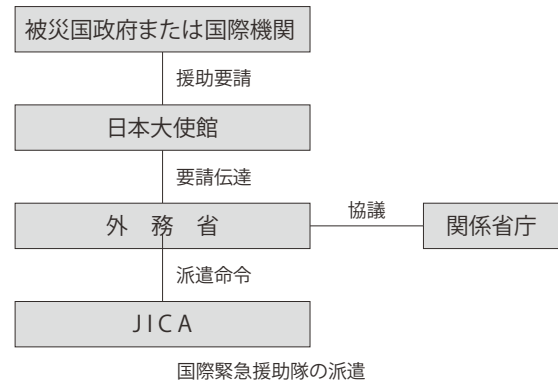 被災国政府または国際機関
援助要請
日本大使館
要請伝達
外　務　省
協議
関係省庁
派遣命令
JICA
国際緊急援助隊の派遣